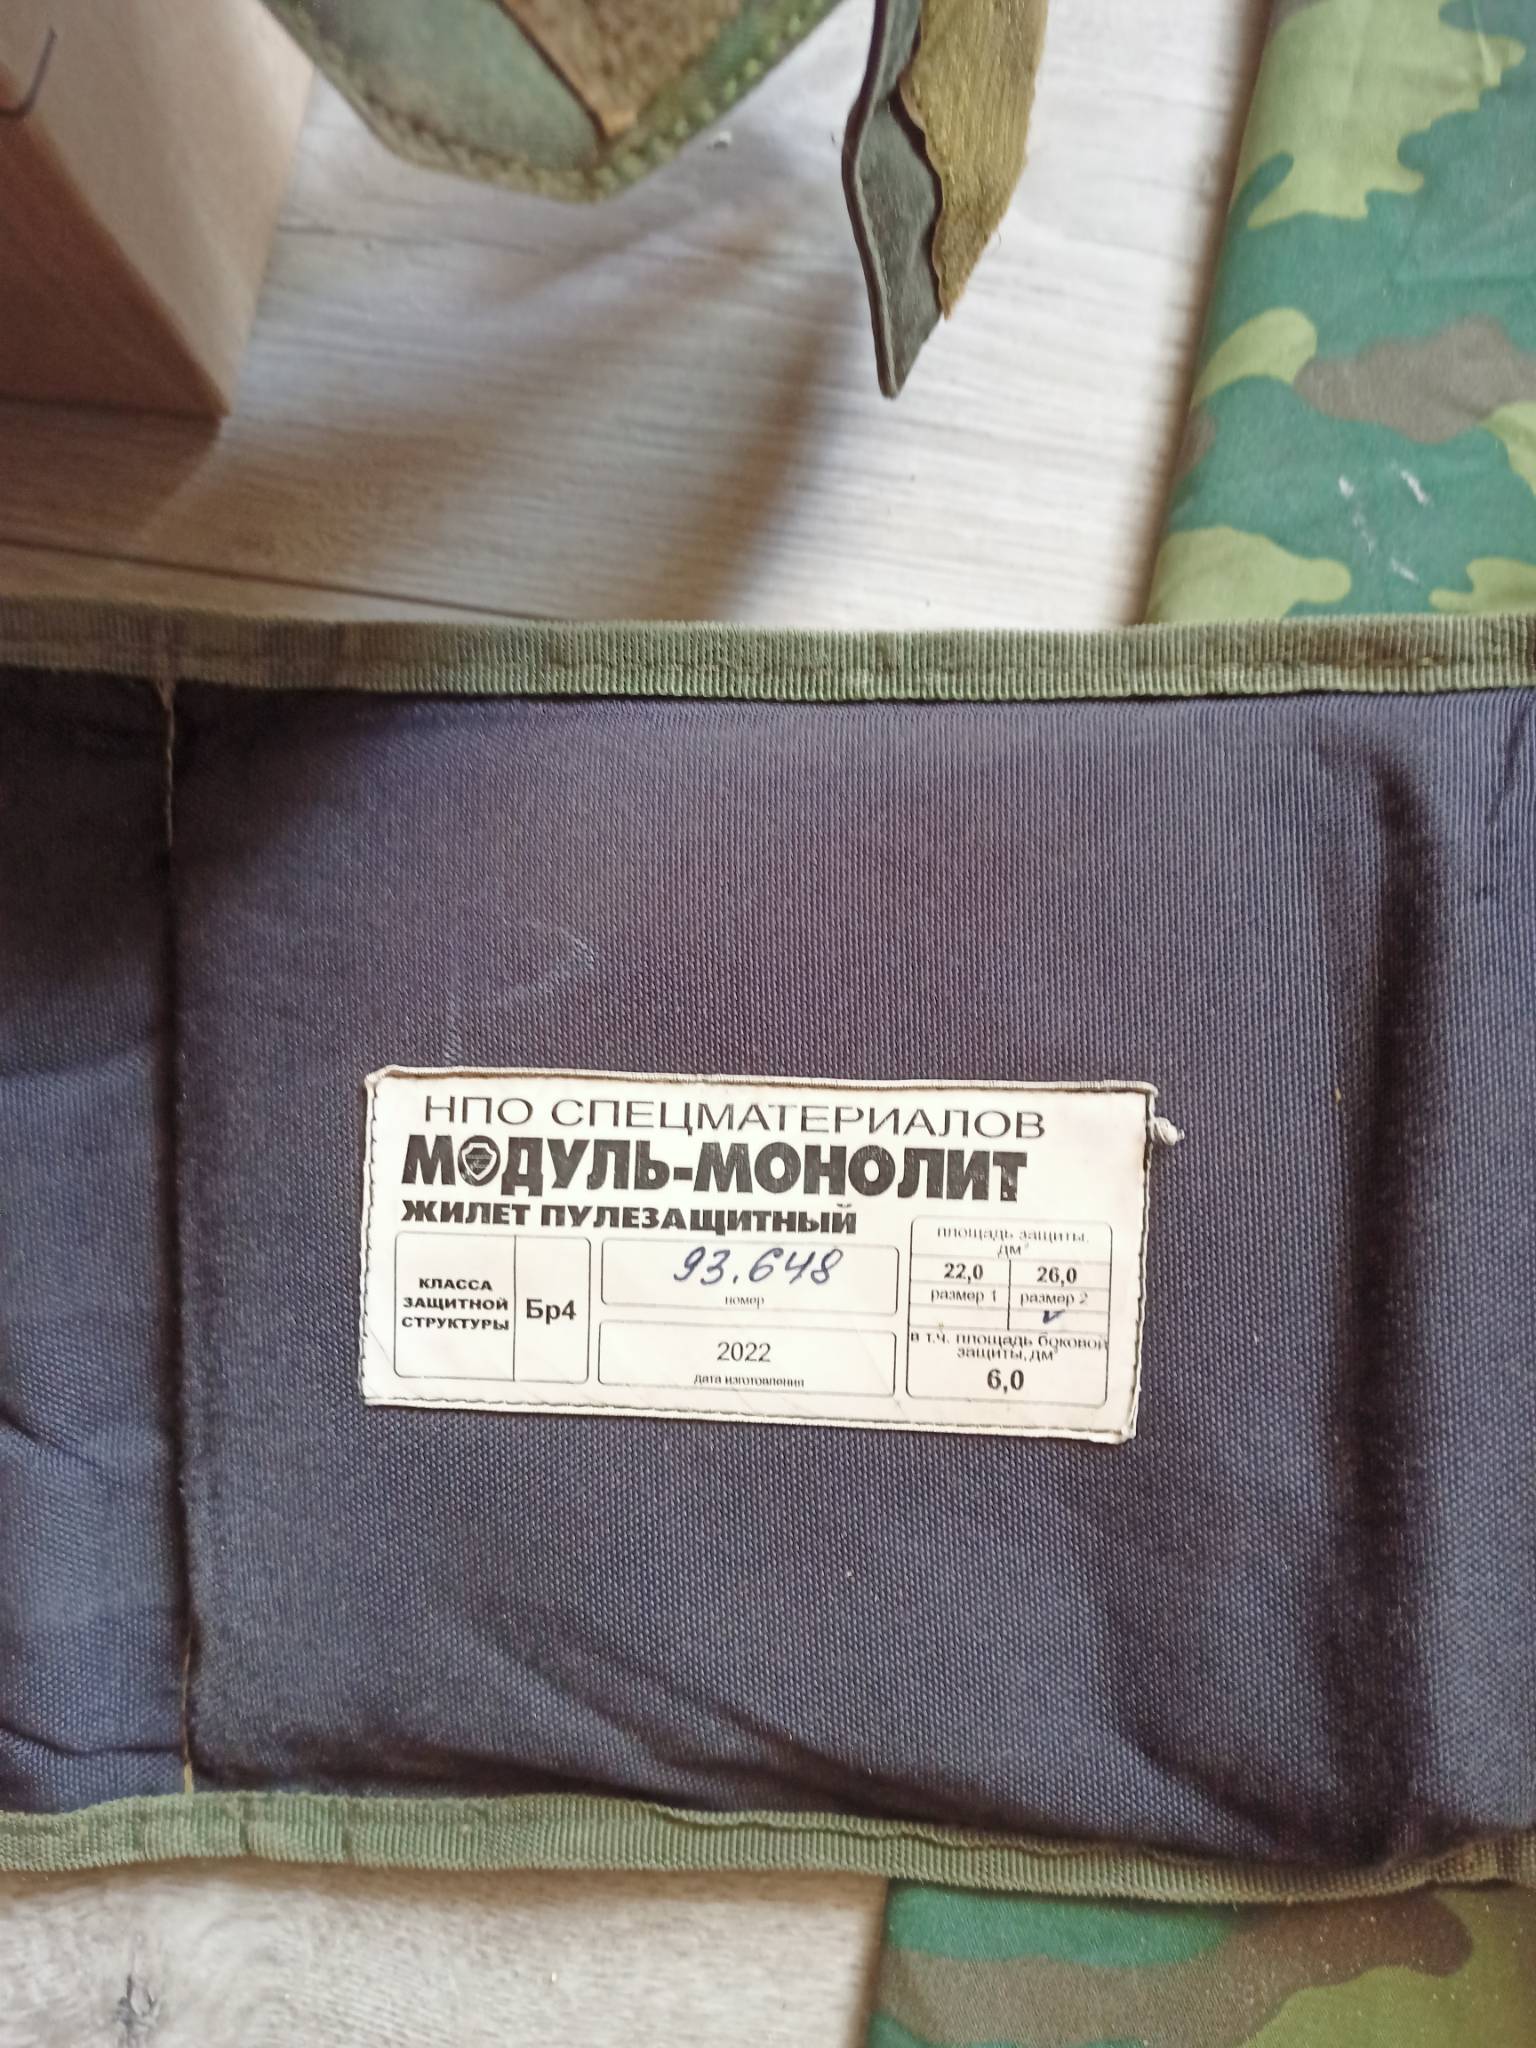 НПО СПЕЦМАТЕРИАЛОВ
МОДУЛЬ-МОНОЛИТ
ЖИЛЕТ ПУЛЕЗАЩИТНЫЙ
КЛАССА
ЗАЩИТНОЙ
СТРУКТУРЫ
Бр4
93.648
номер
2022
дата изготовления
площадь защиты,
дм²
22,0 26,0
размер 1 размер 2
в т.ч. площадь боковой
защиты, дм²
6,0